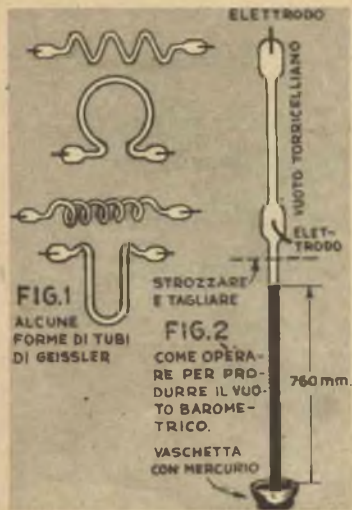 ELETTRODO
VUOTO TORRICELLIANO
ELET-
TRODO
STROZZARE
E TAGLIARE
FIG.1
ALCUNE
FORME DI TUBI
DI GEISSLER
FIG.2
COME OPERA-
RE PER PRO-
DURRE IL VUO-
TO BAROME-
TRICO.
760 mm.
VASCHETTA
CON MERCURIO